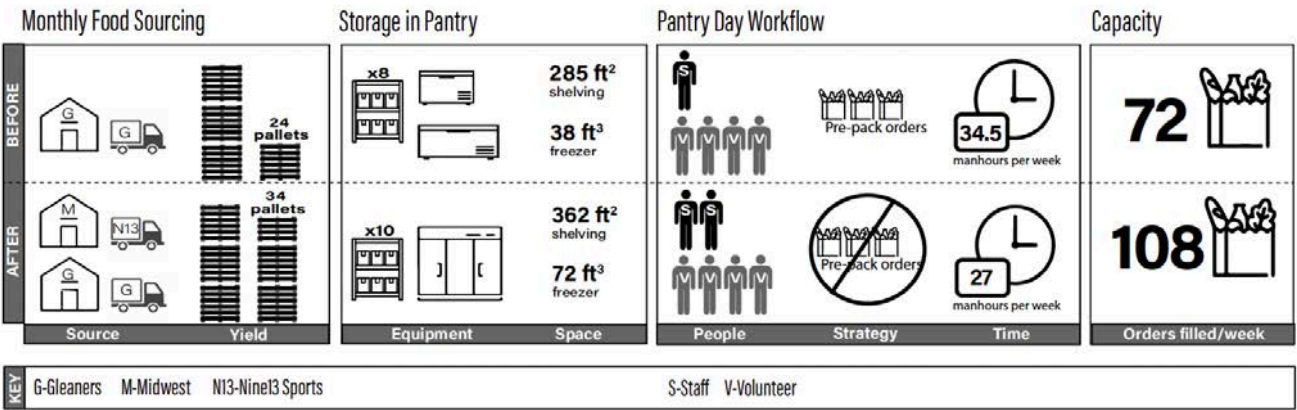 Monthly Food Sourcing
Storage in Pantry
Pantry Day Workflow
Capacity
BEFORE
G
G
24
pallets
x8
285 ft²
shelving
38 ft³
freezer
S
V V V V
Pre-pack orders
34.5
manhours per week
72
AFTER
M
N13
G
G
34
pallets
x10
362 ft²
shelving
72 ft³
freezer
S S
V V V V
Pre-pack orders
27
manhours per week
108
Source
Yield
Equipment
Space
People
Strategy
Time
Orders filled/week
KEY
G-Gleaners M-Midwest N13-Nine13 Sports
S-Staff V-Volunteer